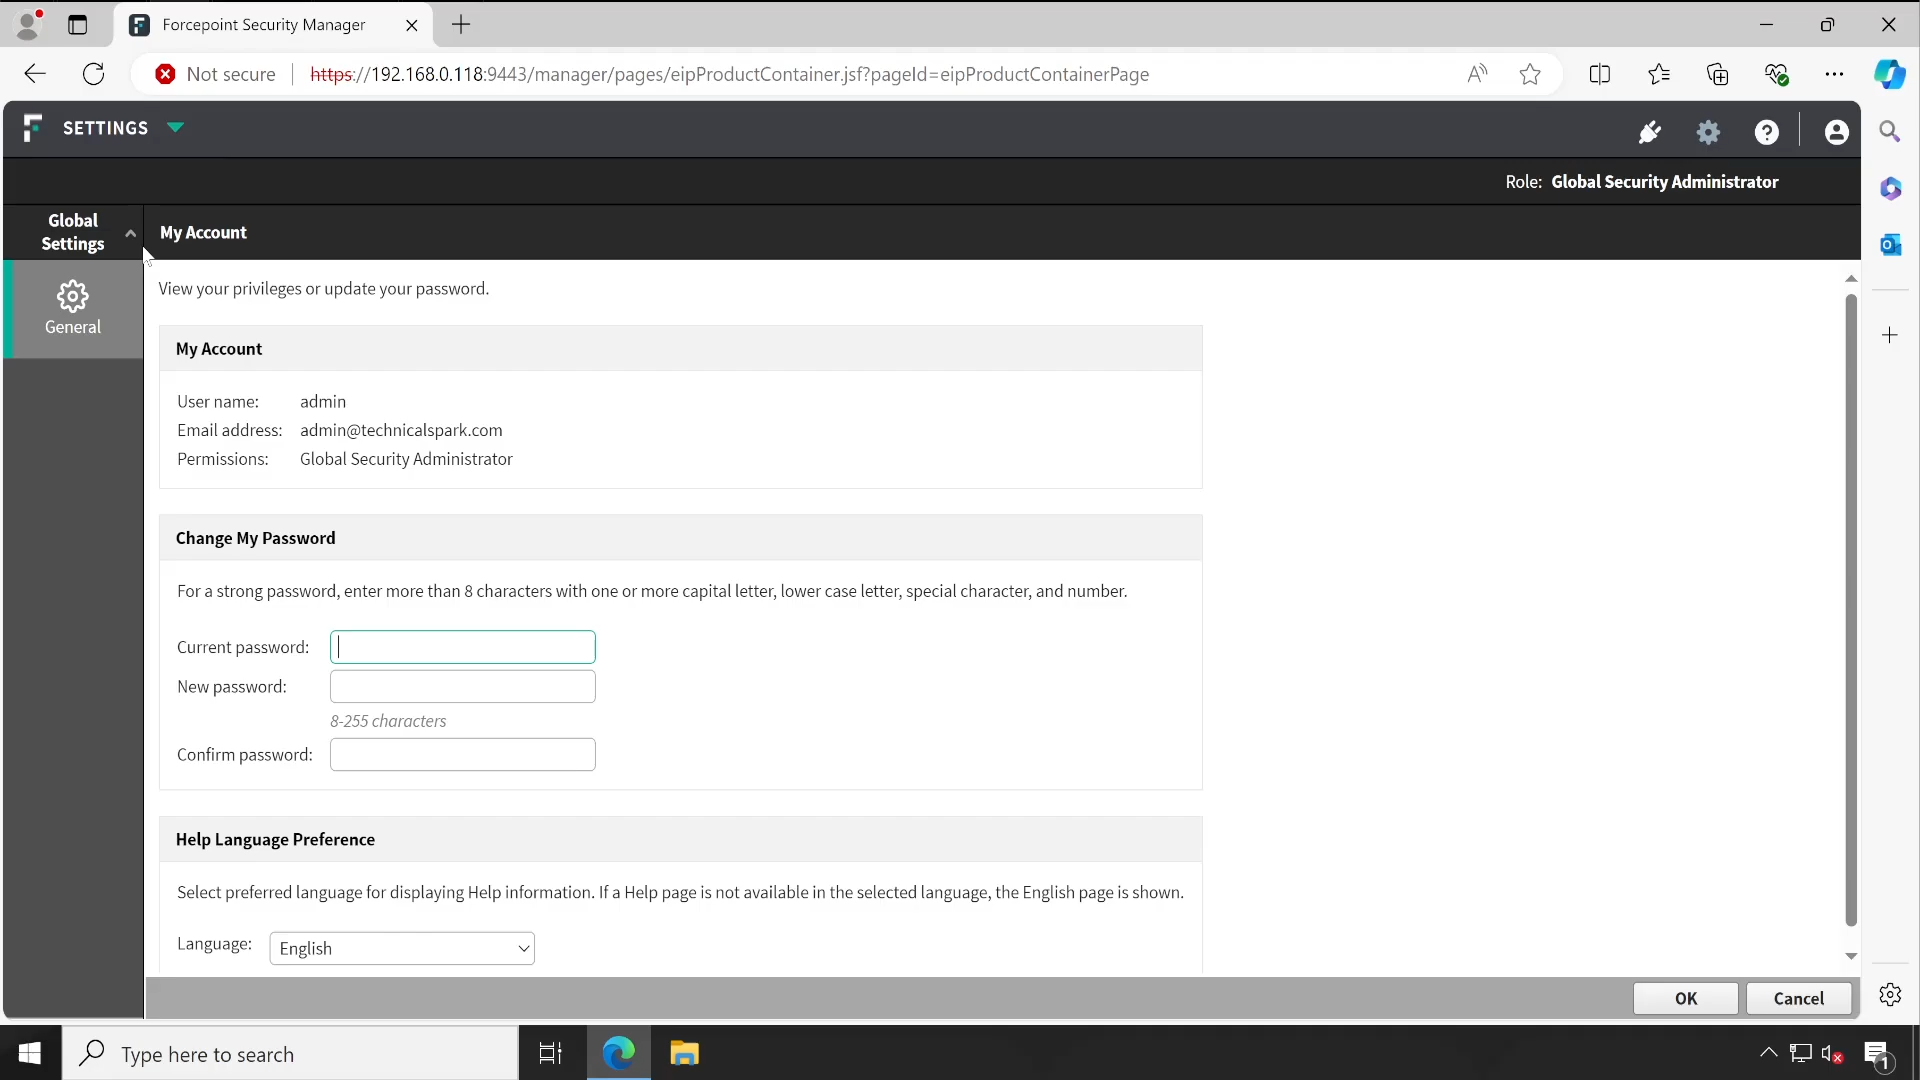 Forcepoint Security Manager
Not secure
https://192.168.0.118:9443/manager/pages/eipProductContainer.jsf?pageId=eipProductContainerPage
SETTINGS
Role: Global Security Administrator
Global
Settings
My Account
General
View your privileges or update your password.
My Account
User name: admin
Email address: admin@technicalspark.com
Permissions: Global Security Administrator
Change My Password
For a strong password, enter more than 8 characters with one or more capital letter, lower case letter, special character, and number.
Current password:
New password:
8-255 characters
Confirm password:
Help Language Preference
Select preferred language for displaying Help information. If a Help page is not available in the selected language, the English page is shown.
Language: English
OK Cancel
Type here to search
1